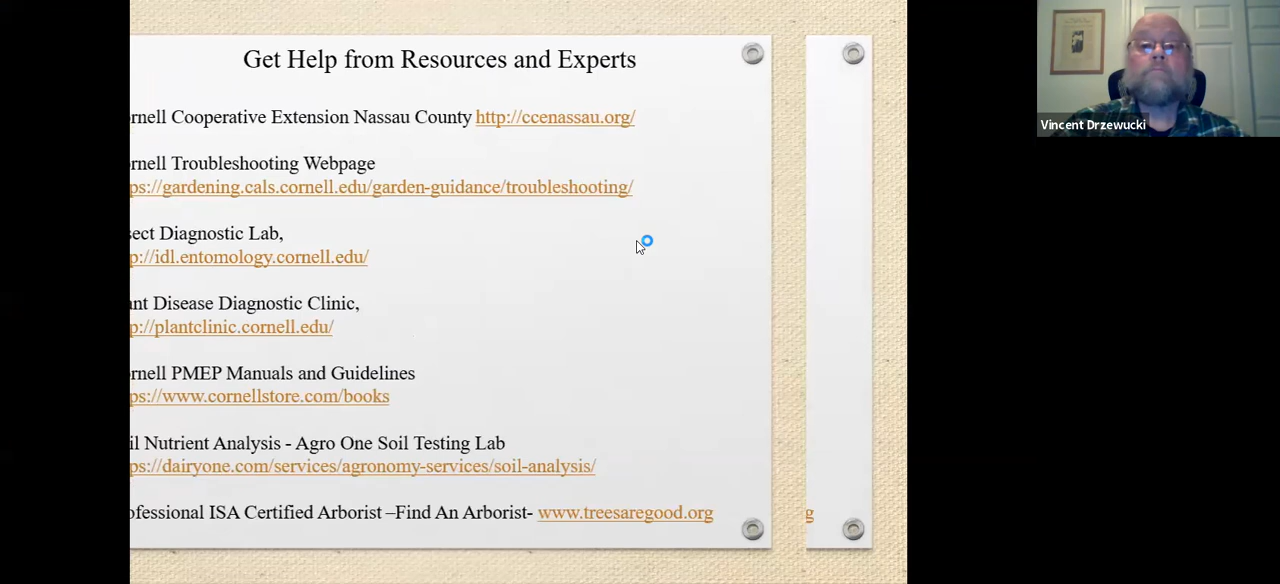 Get Help from Resources and Experts
rnell Cooperative Extension Nassau County http://ccenassau.org/
Vincent Drzewucki
rnell Troubleshooting Webpage
ps://gardening.cals.cornell.edu/garden-guidance/troubleshooting/
sect Diagnostic Lab,
p://idl.entomology.cornell.edu/
ant Disease Diagnostic Clinic,
p://plantclinic.cornell.edu/
rnell PMEP Manuals and Guidelines
ps://www.cornellstore.com/books
il Nutrient Analysis - Agro One Soil Testing Lab
ps://dairyone.com/services/agronomy-services/soil-analysis/
ofessional ISA Certified Arborist –Find An Arborist- www.treesaregood.org
g